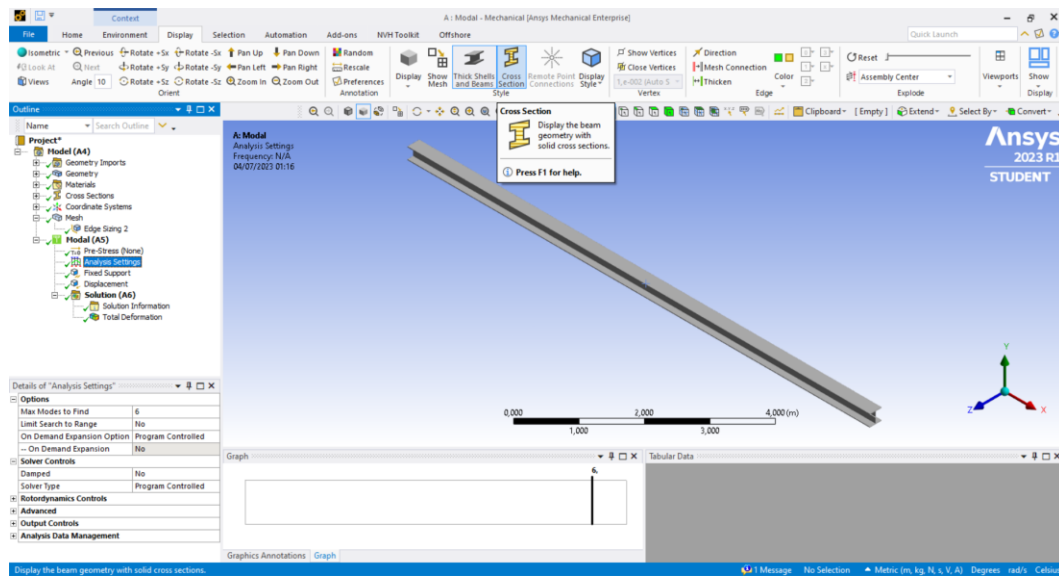 Context
A : Modal - Mechanical [Ansys Mechanical Enterprise]
File Home Environment Display Selection Automation Add-ons NVH Toolkit Offshore
Quick Launch
Isometric Previous Rotate +Sx Rotate -Sx Pan Up Pan Down Random
Look At Next Rotate +Sy Rotate -Sy Pan Left Pan Right Rescale
Views Angle 10 Rotate +Sz Rotate -Sz Zoom In Zoom Out Preferences
Display Show Mesh Thick Shells and Beams Cross Section Remote Point Connections Display Style
Show Vertices Direction
Close Vertices Mesh Connection
1,e-002 (Auto S Thicken
Color
Reset
Assembly Center
Viewports Show
Orient Annotation Style Vertex Edge Explode Display
Outline
Clipboard [ Empty ] Extend Select By Convert
Name Search Outline
Project*
Model (A4)
Geometry Imports
Geometry
Materials
Cross Sections
Coordinate Systems
Mesh
Edge Sizing 2
Modal (A5)
Pre-Stress (None)
Analysis Settings
Fixed Support
Displacement
Solution (A6)
Solution Information
Total Deformation
Cross Section
Display the beam
geometry with
solid cross sections.
Press F1 for help.
A: Modal
Analysis Settings
Frequency: N/A
04/07/2023 01:16
Ansys
2023 R1
STUDENT
Y
Z X
0,000 2,000 4,000 (m)
1,000 3,000
Details of "Analysis Settings"
Options
Max Modes to Find 6
Limit Search to Range No
On Demand Expansion Option Program Controlled
-- On Demand Expansion No
Solver Controls
Damped No
Solver Type Program Controlled
Rotordynamics Controls
Advanced
Output Controls
Analysis Data Management
Graph
6,
Graphics Annotations Graph
Tabular Data
Display the beam geometry with solid cross sections.
1 Message No Selection Metric (m, kg, N, s, V, A) Degrees rad/s Celsius